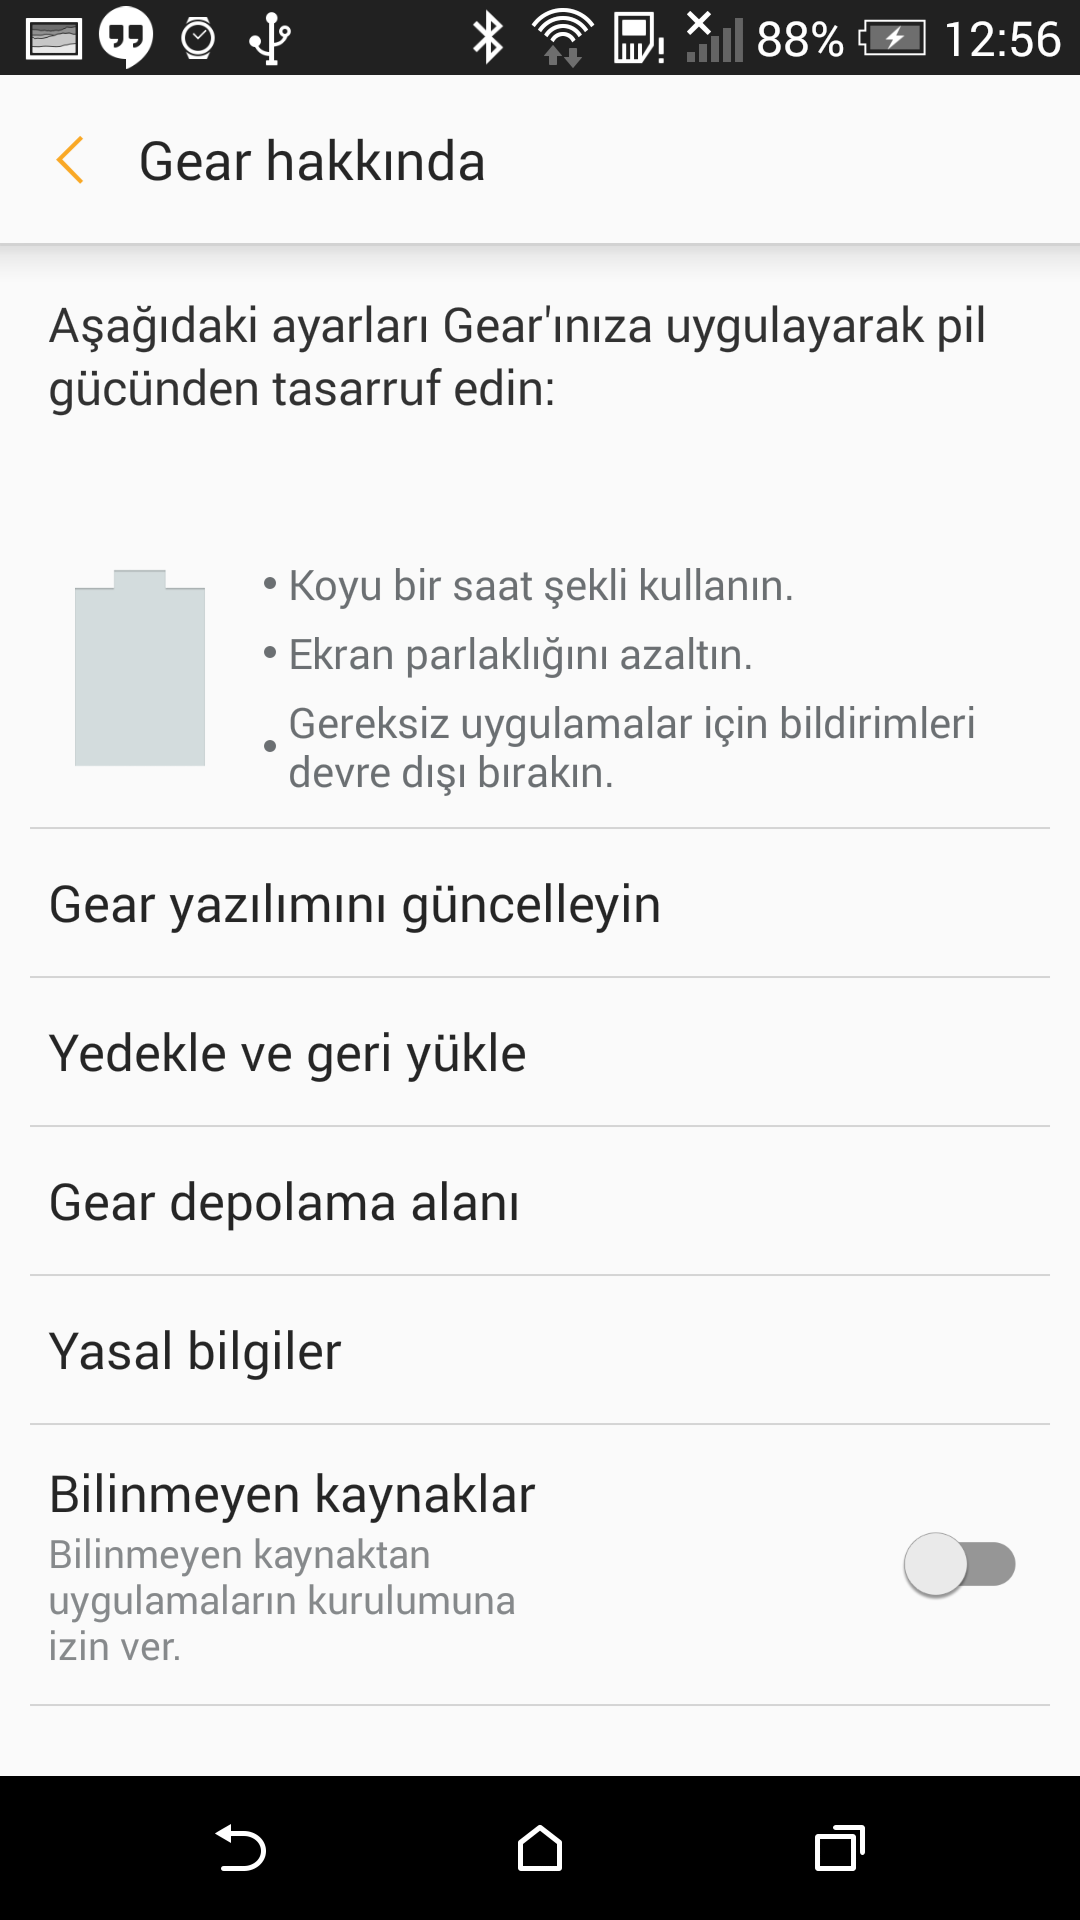 88% 12:56
Gear hakkında
Aşağıdaki ayarları Gear'ınıza uygulayarak pil
gücünden tasarruf edin:
• Koyu bir saat şekli kullanın.
• Ekran parlaklığını azaltın.
• Gereksiz uygulamalar için bildirimleri
devre dışı bırakın.
Gear yazılımını güncelleyin
Yedekle ve geri yükle
Gear depolama alanı
Yasal bilgiler
Bilinmeyen kaynaklar
Bilinmeyen kaynaktan
uygulamaların kurulumuna
izin ver.